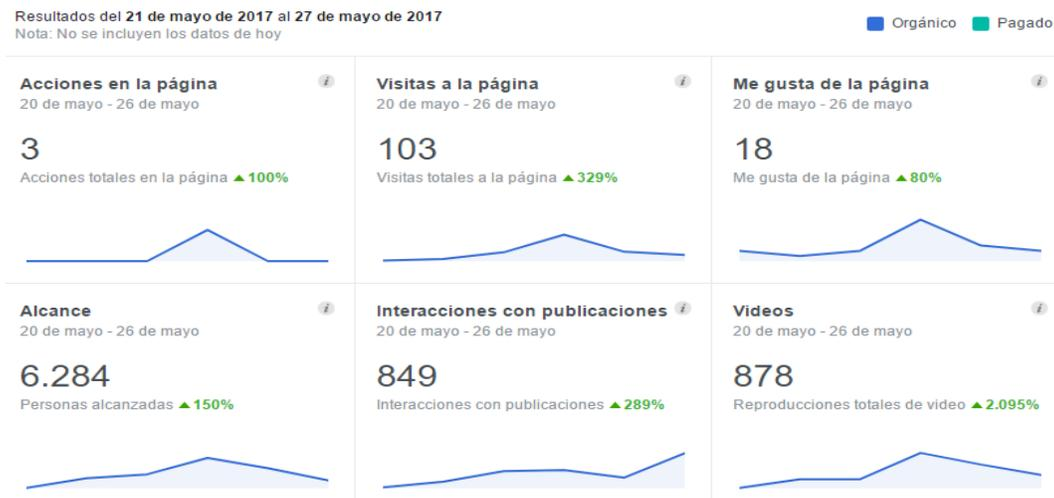 Resultados del 21 de mayo de 2017 al 27 de mayo de 2017
Nota: No se incluyen los datos de hoy
Orgánico Pagado
Acciones en la página
20 de mayo - 26 de mayo
3
Acciones totales en la página ▲100%
Visitas a la página
20 de mayo - 26 de mayo
103
Visitas totales a la página ▲329%
Me gusta de la página
20 de mayo - 26 de mayo
18
Me gusta de la página ▲80%
Alcance
20 de mayo - 26 de mayo
6.284
Personas alcanzadas ▲150%
Interacciones con publicaciones
20 de mayo - 26 de mayo
849
Interacciones con publicaciones ▲289%
Videos
20 de mayo - 26 de mayo
878
Reproducciones totales de video ▲2.095%